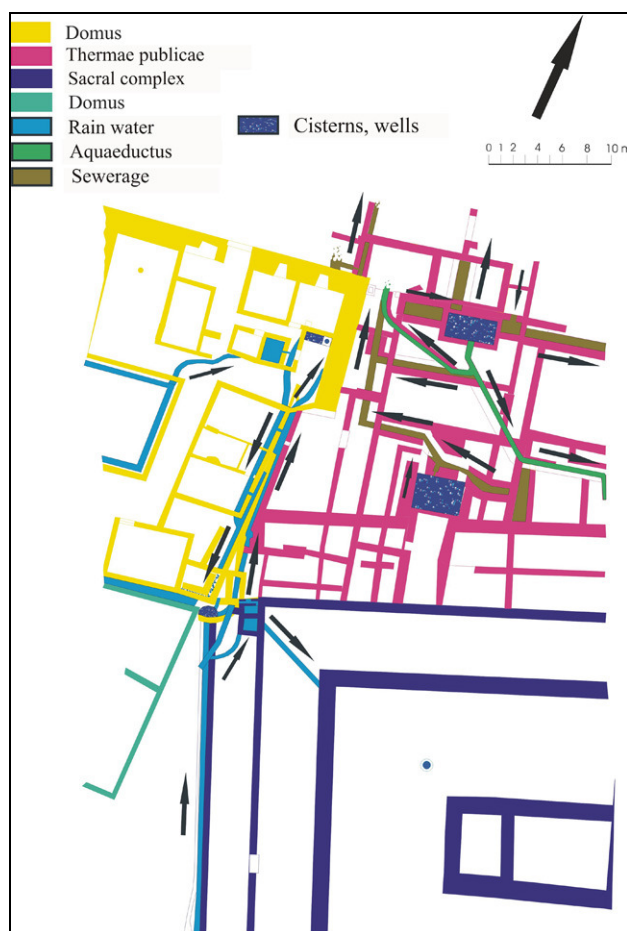 Domus
Thermae publicae
Sacral complex
Domus
Rain water
Cisterns, wells
Aquaeductus
Sewerage
0 1 2 4 6 8 10 m